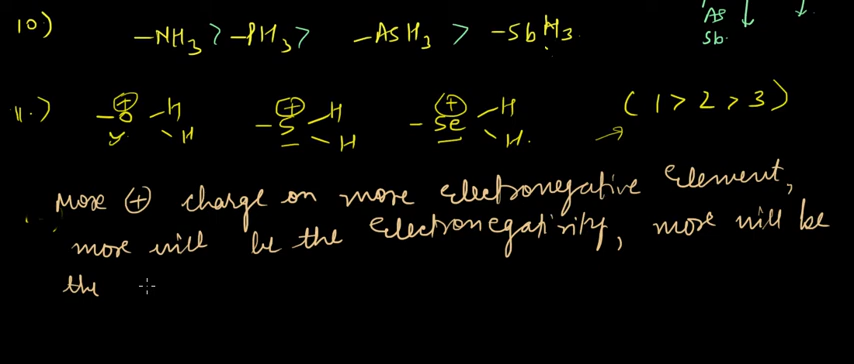 10) -NH3 > -PH3 > -AsH3 > -SbH3
As ↓ ↓
Sb.
11.) -O⊕ H H -S⊕ H H -Se⊕ H H. (1 > 2 > 3)
More ⊕ charge on more electronegative Element,
more will be the Electronegativity, more will be
the